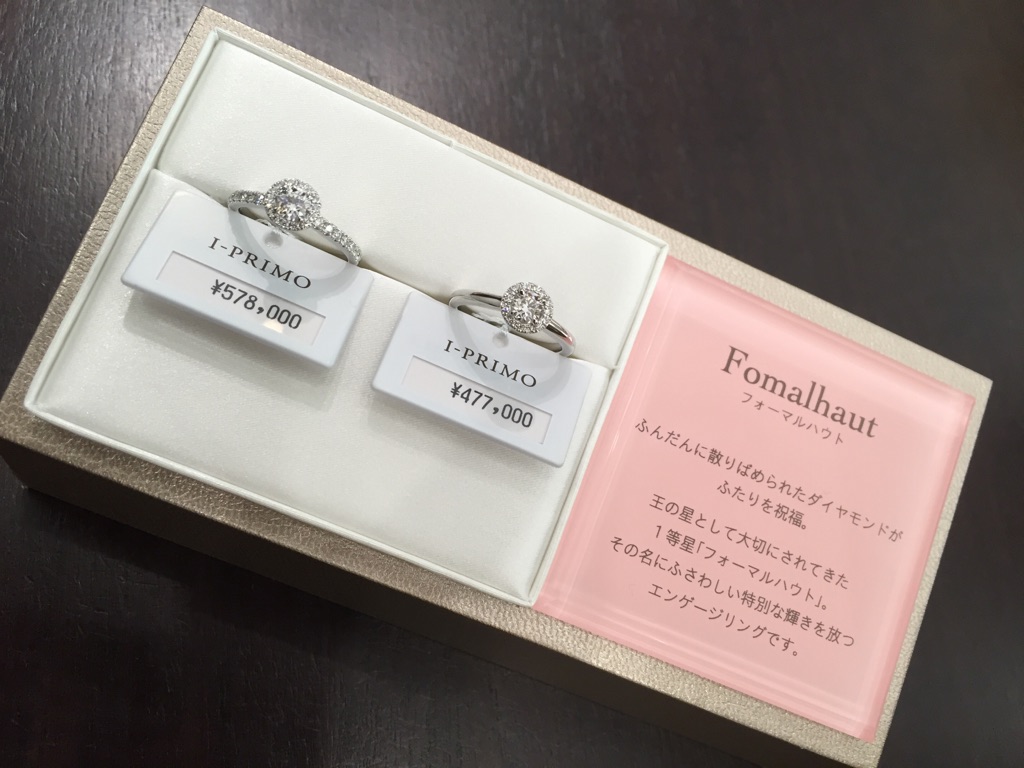 I-PRIMO
¥578,000
I-PRIMO
¥477,000
Fomalhaut
フォーマルハウト
ふんだんに散りばめられたダイヤモンドが
ふたりを祝福。
王の星として大切にされてきた
1等星「フォーマルハウト」。
その名にふさわしい特別な輝きを放つ
エンゲージリングです。